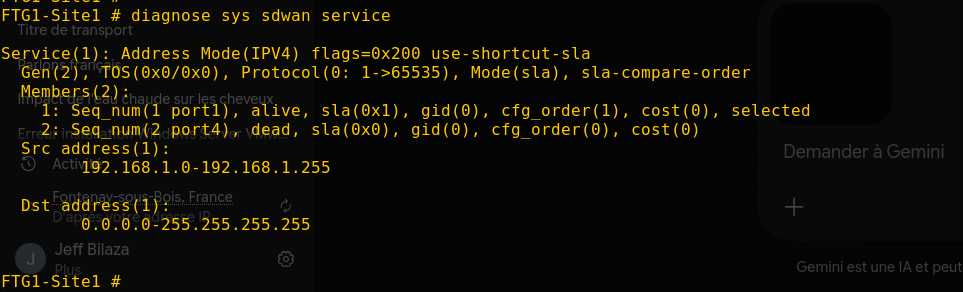 FTG1-Site1 # diagnose sys sdwan service
Titre de transport
Service(1): Address Mode(IPV4) flags=0x200 use-shortcut-sla
Parlons français
Gen(2), TOS(0x0/0x0), Protocol(0: 1->65535), Mode(sla), sla-compare-order
Members(2):
Impact de l'eau chaude sur les cheveux
1: Seq_num(1 port1), alive, sla(0x1), gid(0), cfg_order(1), cost(0), selected
2: Seq_num(2 port4), dead, sla(0x0), gid(0), cfg_order(0), cost(0)
Src address(1):
Demander à Gemini
Activité
192.168.1.0-192.168.1.255
Fontenay-sous-Bois, France
Dst address(1):
D'après votre adresse IP
0.0.0.0-255.255.255.255
Jeff Bilaza
J
Plus
Gemini est une IA et peut
FTG1-Site1 #